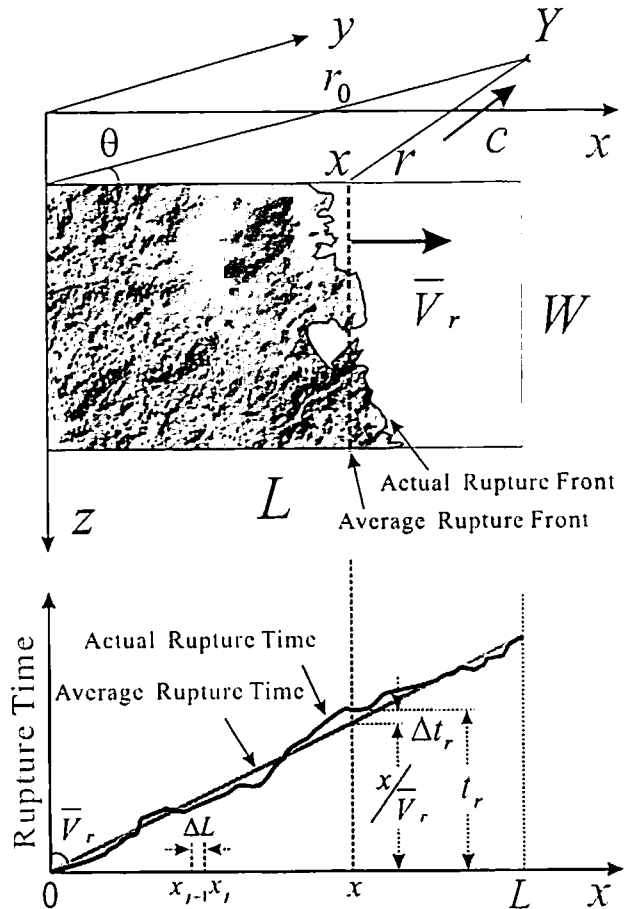 y
Y
r₀
c
x
θ
x
r
V̄ᵣ
W
L
z
Actual Rupture Front
Average Rupture Front
Rupture Time
Actual Rupture Time
Average Rupture Time
Δtᵣ
x/V̄ᵣ
tᵣ
V̄ᵣ
ΔL
xⱼ₋₁ xⱼ
0
x
L
x